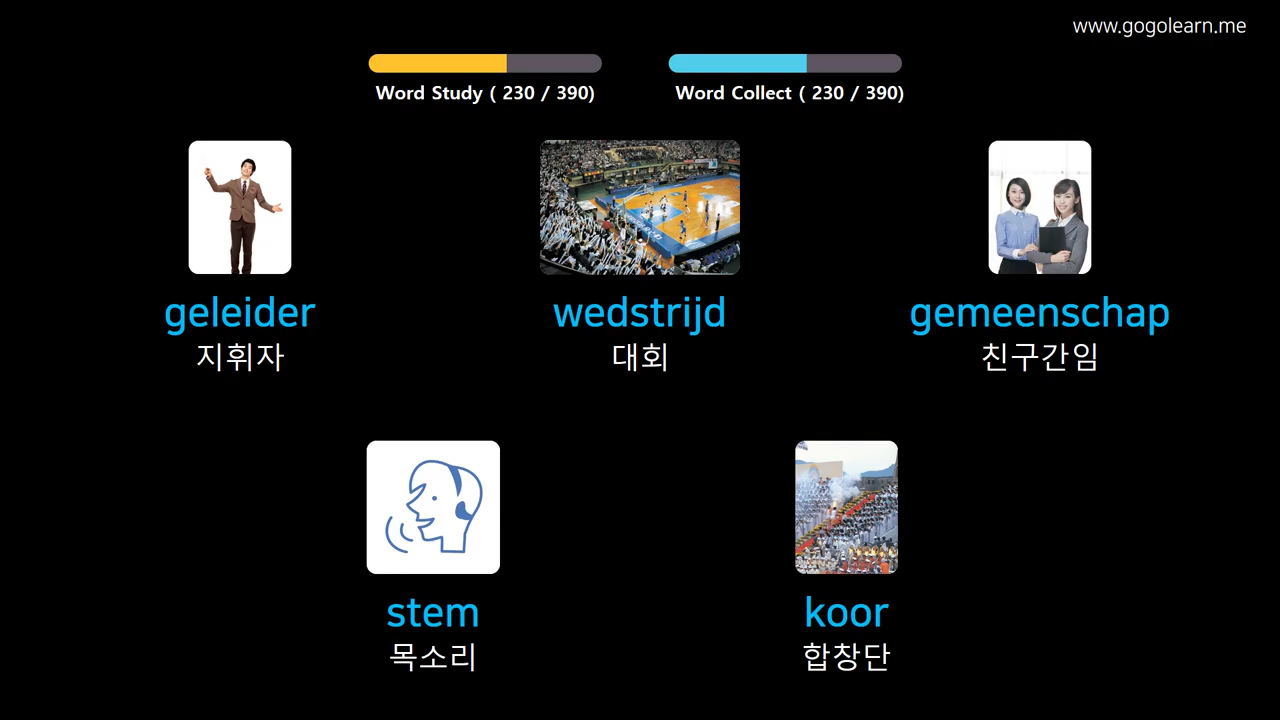 www.gogolearn.me
Word Study ( 230 / 390)
Word Collect ( 230 / 390)
geleider
지휘자
wedstrijd
대회
gemeenschap
친구간임
stem
목소리
koor
합창단